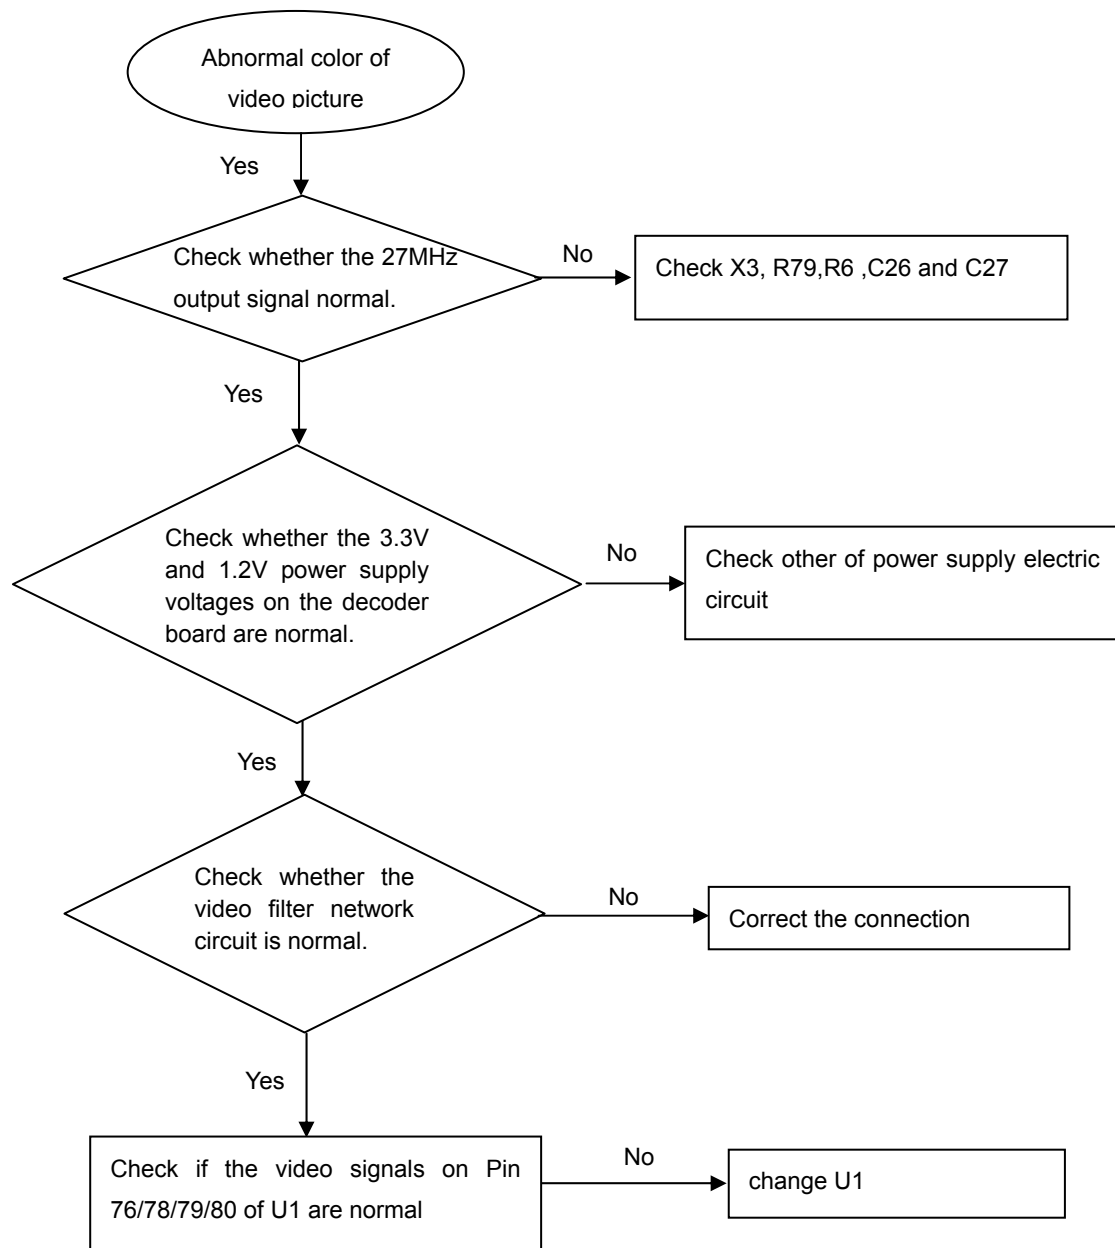 Abnormal color of
video picture
Yes
Check whether the 27MHz
output signal normal.
No
Check X3, R79,R6 ,C26 and C27
Yes
Check whether the 3.3V
and 1.2V power supply
voltages on the decoder
board are normal.
No
Check other of power supply electric
circuit
Yes
Check whether the
video filter network
circuit is normal.
No
Correct the connection
Yes
Check if the video signals on Pin
76/78/79/80 of U1 are normal
No
change U1